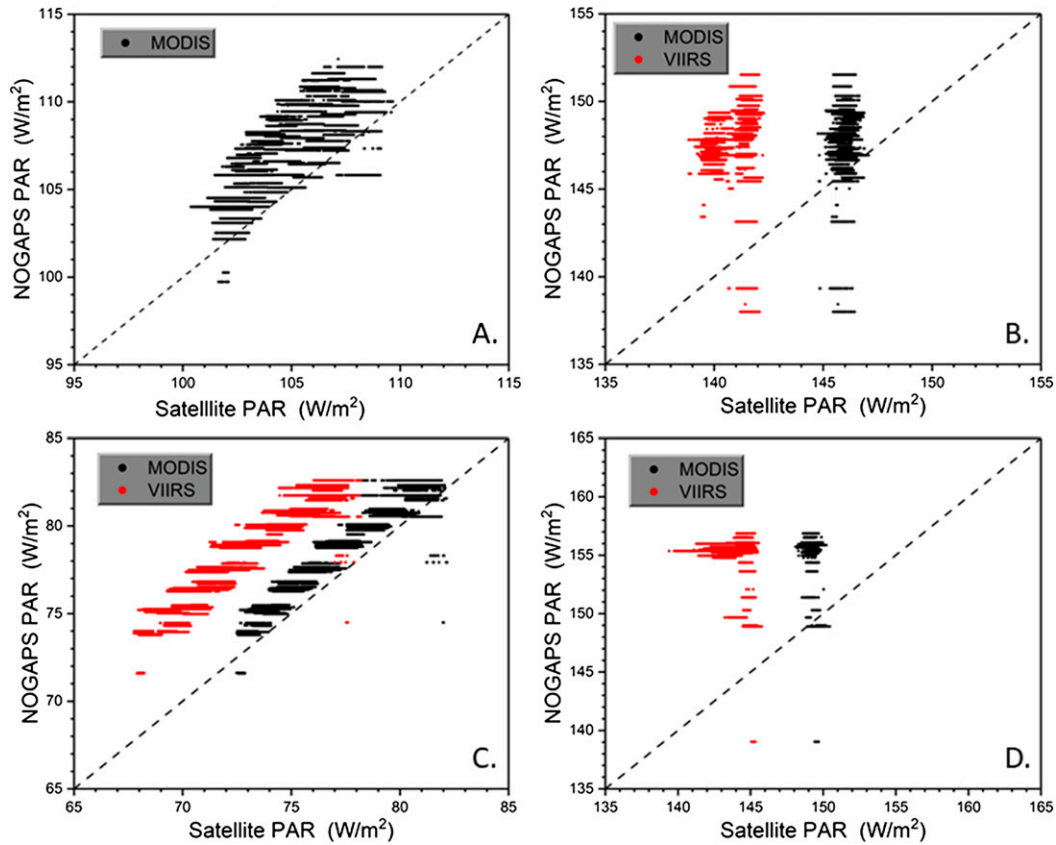 115
110
105
100
95
NOGAPS PAR (W/m²)
MODIS
A.
95
100
105
110
115
Satelllite PAR (W/m²)
155
150
145
140
135
NOGAPS PAR (W/m²)
MODIS
VIIRS
B.
135
140
145
150
155
Satellite PAR (W/m²)
85
80
75
70
65
NOGAPS PAR (W/m²)
MODIS
VIIRS
C.
65
70
75
80
85
Satellite PAR (W/m²)
165
160
155
150
145
140
135
NOGAPS PAR (W/m²)
MODIS
VIIRS
D.
135
140
145
150
155
160
165
Satellite PAR (W/m²)